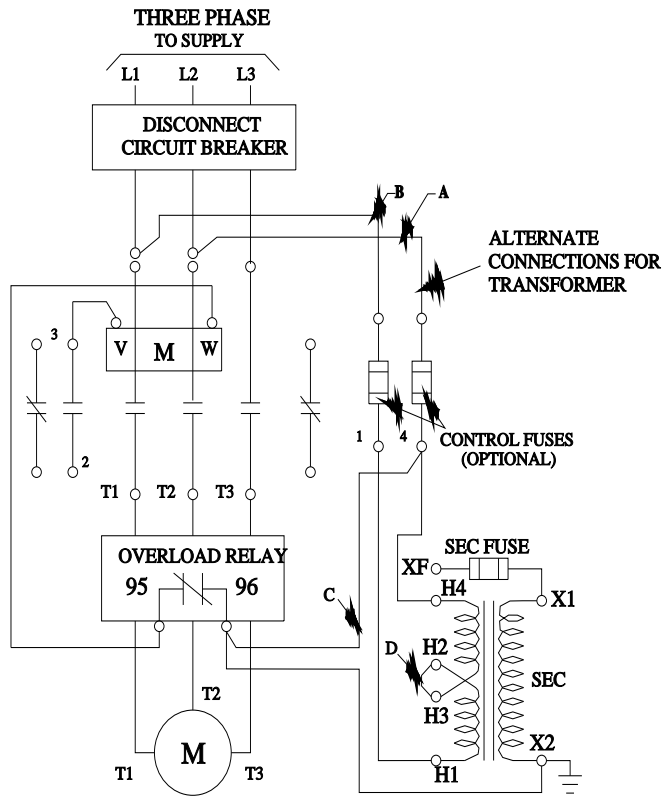 THREE PHASE
TO SUPPLY
L1 L2 L3
DISCONNECT
CIRCUIT BREAKER
B A
ALTERNATE
CONNECTIONS FOR
TRANSFORMER
3 V M W
1 4
CONTROL FUSES
(OPTIONAL)
2
T1 T2 T3
OVERLOAD RELAY
95 96
SEC FUSE
XF
H4 X1
C
D H2
SEC
H3
T2
X2
M
T1 T3
H1